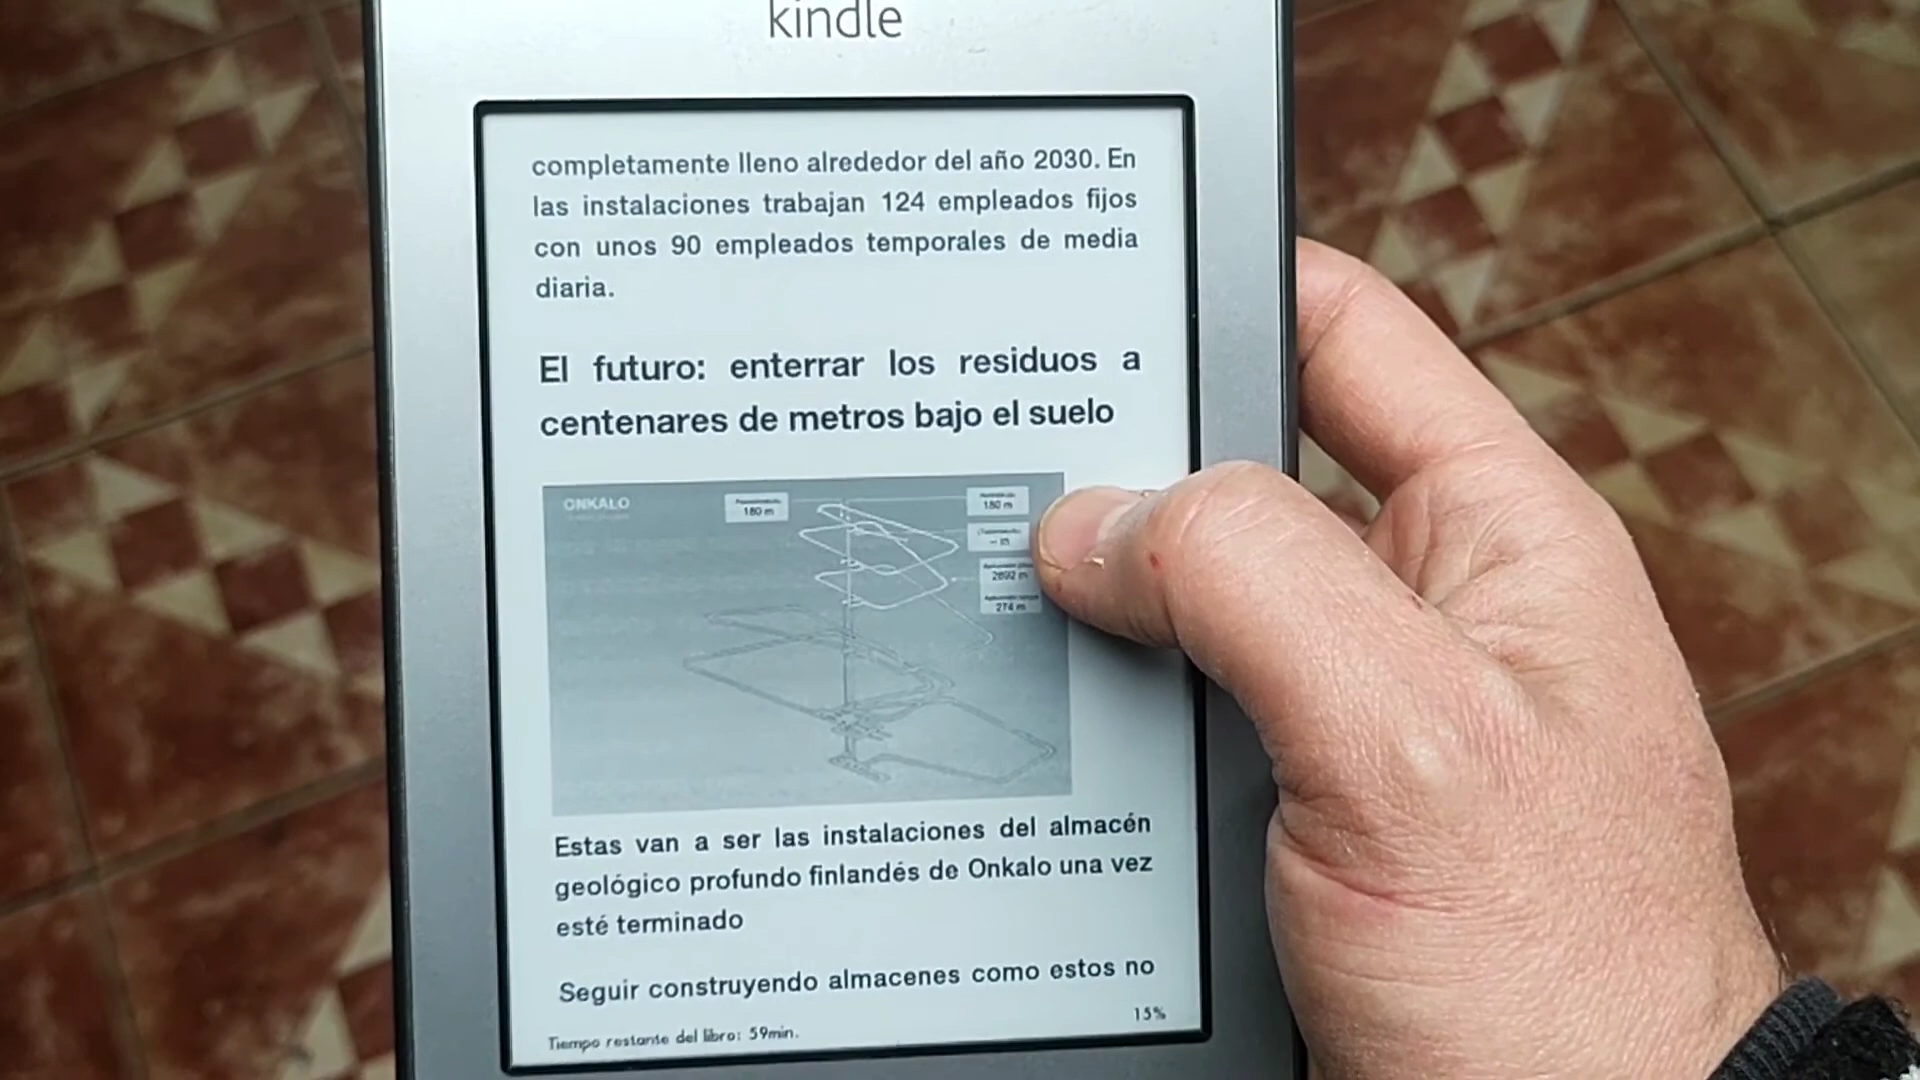 kindle
completamente lleno alrededor del año 2030. En
las instalaciones trabajan 124 empleados fijos
con unos 90 empleados temporales de media
diaria.
El futuro: enterrar los residuos a
centenares de metros bajo el suelo
ONKALO
180 m
180 m
- m
2692 m
274 m
Estas van a ser las instalaciones del almacén
geológico profundo finlandés de Onkalo una vez
esté terminado
Seguir construyendo almacenes como estos no
15%
Tiempo restante del libro: 59min.